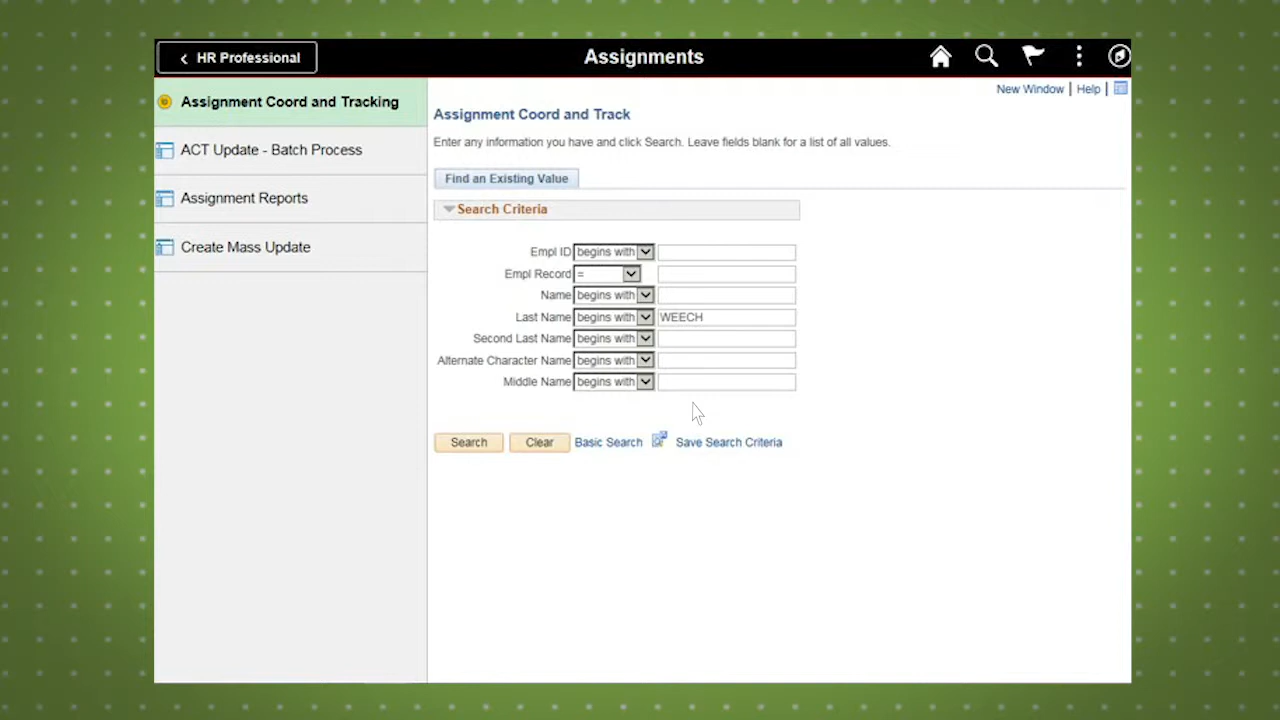 HR Professional
Assignments
New Window | Help |
Assignment Coord and Tracking
ACT Update - Batch Process
Assignment Reports
Create Mass Update
Assignment Coord and Track
Enter any information you have and click Search. Leave fields blank for a list of all values.
Find an Existing Value
Search Criteria
Empl ID begins with
Empl Record =
Name begins with
Last Name begins with WEECH
Second Last Name begins with
Alternate Character Name begins with
Middle Name begins with
Search Clear Basic Search Save Search Criteria